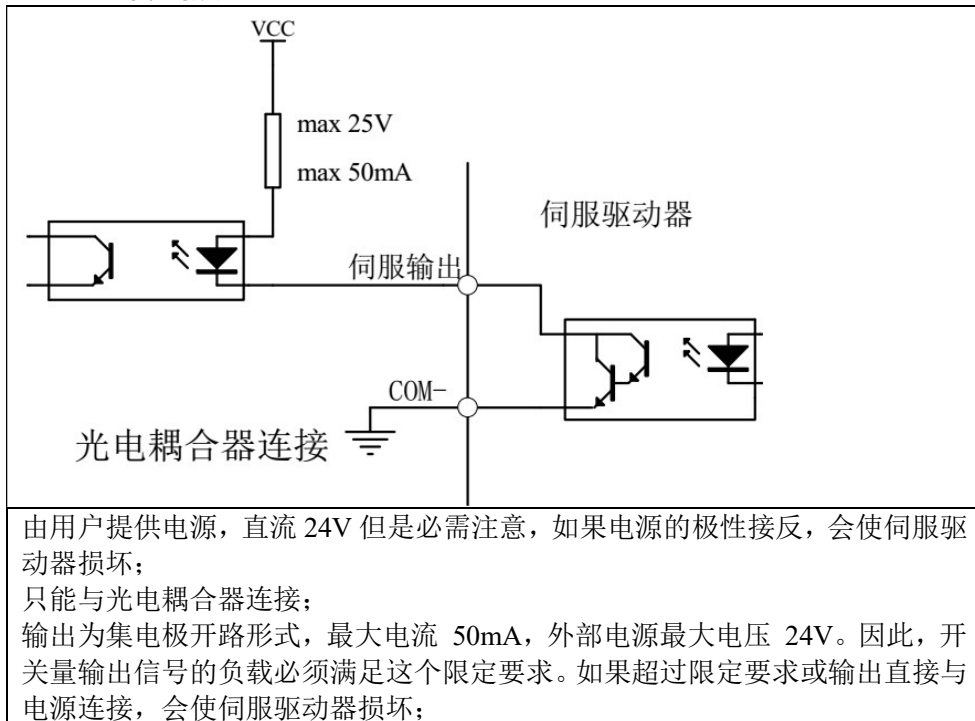 VCC
max 25V
max 50mA
伺服驱动器
伺服输出
COM-
光电耦合器连接
由用户提供电源，直流 24V 但是必需注意，如果电源的极性接反，会使伺服驱
动器损坏；
只能与光电耦合器连接；
输出为集电极开路形式，最大电流 50mA，外部电源最大电压 24V。因此，开
关量输出信号的负载必须满足这个限定要求。如果超过限定要求或输出直接与
电源连接，会使伺服驱动器损坏；